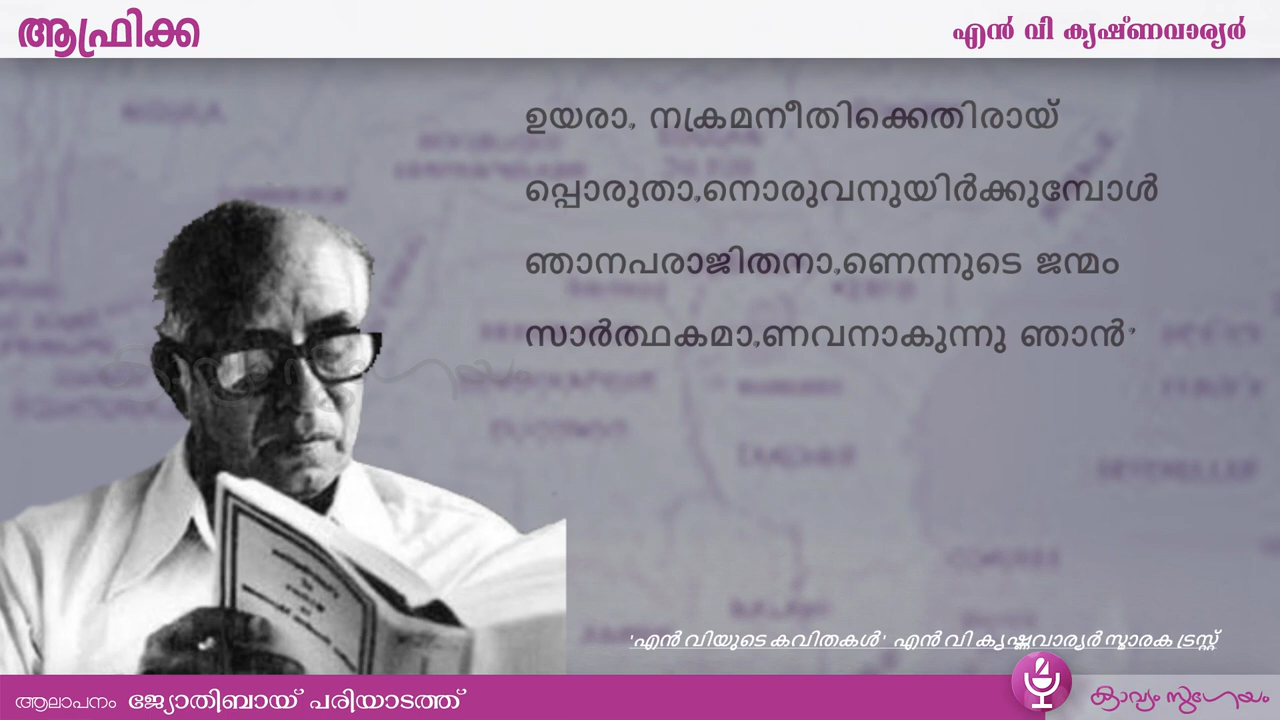 ആഫ്രിക്ക
എൻ വി കൃഷ്ണവാര്യർ
ഉയരാ, നക്രമനീതിക്കെതിരായ്
പ്പൊരുതാ,നൊരുവനുയിർക്കുമ്പോൾ
ഞാനപരാജിതനാ,ണെന്നുടെ ജന്മം
സാർത്ഥകമാ,ണവനാകുന്നു ഞാൻ’
'എൻ വിയുടെ കവിതകൾ' എൻ വി കൃഷ്ണവാര്യർ സ്മാരക ട്രസ്റ്റ്
ആലാപനം ജ്യോതിബായ് പരിയാടത്ത്
കാവ്യം സുഗേയം